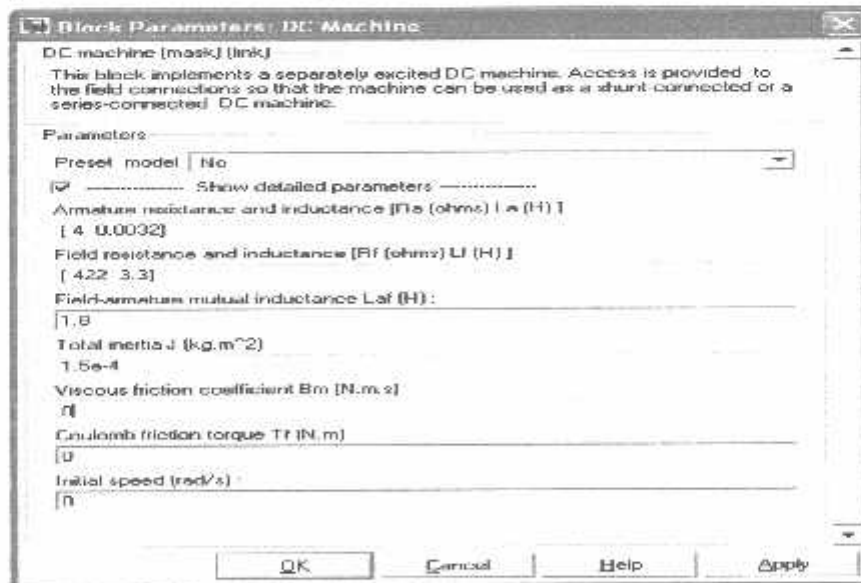 Block Parameters: DC Machine
DC machine (mask) (link)
This block implements a separately excited DC machine. Access is provided to
the field connections so that the machine can be used as a shunt-connected or a
series-connected DC machine.
Parameters
Preset model No
Show detailed parameters
Armature resistance and inductance [Ra (ohms) La (H) ]
[ 4 0.0032]
Field resistance and inductance [Rf (ohms) Lf (H) ]
[ 422 3.3]
Field-armature mutual inductance Laf (H) :
Total inertia J (kg.m^2)
1.5e-4
Viscous friction coefficient Bm (N.m.s)
0
Coulomb friction torque Tf (N.m)
0
Initial speed (rad/s) :
0
OK Cancel Help Apply